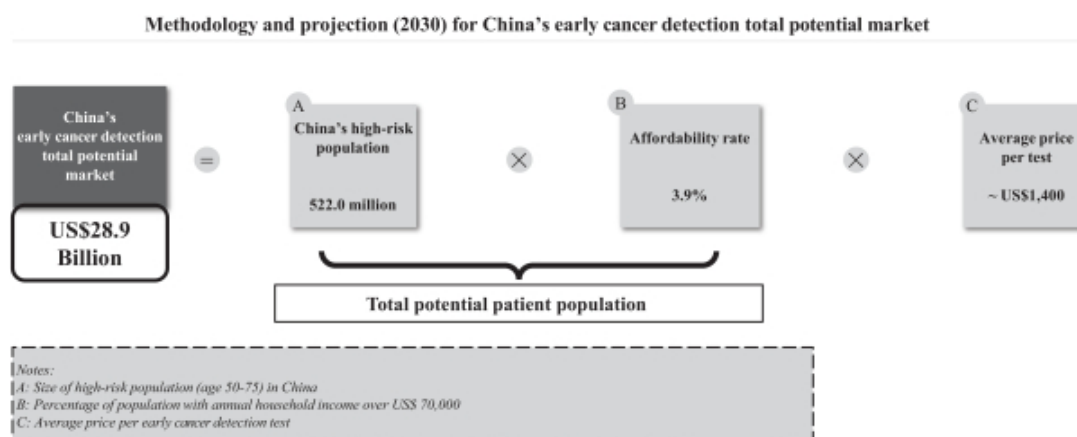 Methodology and projection (2030) for China's early cancer detection total potential market
China's
early cancer detection
total potential
market
US$28.9
Billion
=
A
China's high-risk
population
522.0 million
×
B
Affordability rate
3.9%
×
C
Average price
per test
~ US$1,400
Total potential patient population
Notes:
A: Size of high-risk population (age 50-75) in China
B: Percentage of population with annual household income over US$ 70,000
C: Average price per early cancer detection test